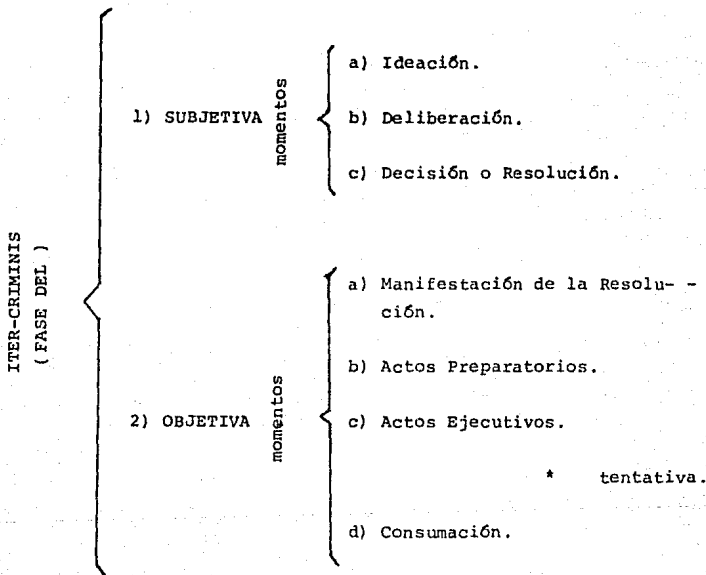 ITER-CRIMINIS
( FASE DEL )
1) SUBJETIVA
momentos
a) Ideación.
b) Deliberación.
c) Decisión o Resolución.
2) OBJETIVA
momentos
a) Manifestación de la Resolu- -
ción.
b) Actos Preparatorios.
c) Actos Ejecutivos.
* tentativa.
d) Consumación.